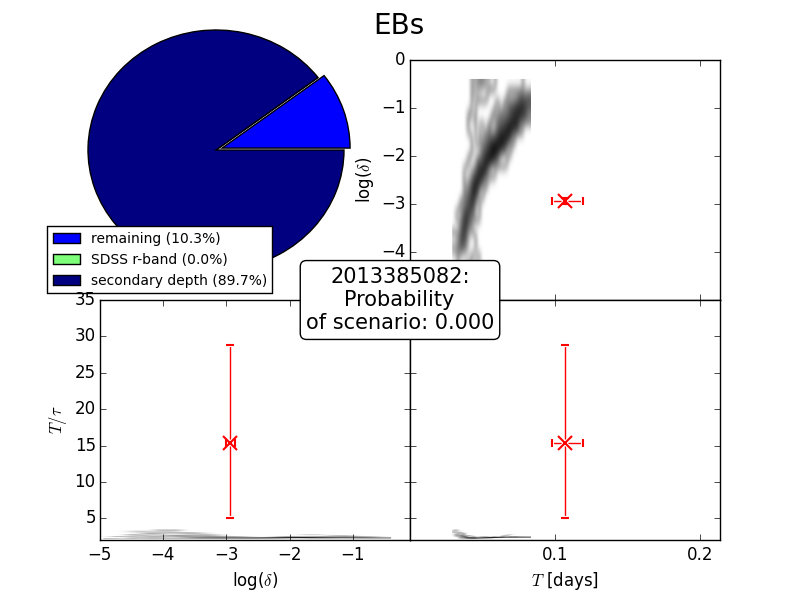 EBs
0
−1
−2
−3
−4
log(δ)
remaining (10.3%)
SDSS r-band (0.0%)
secondary depth (89.7%)
2013385082:
Probability
of scenario: 0.000
35
30
25
20
15
10
5
T/τ
−5 −4 −3 −2 −1
log(δ)
0.1 0.2
T [days]